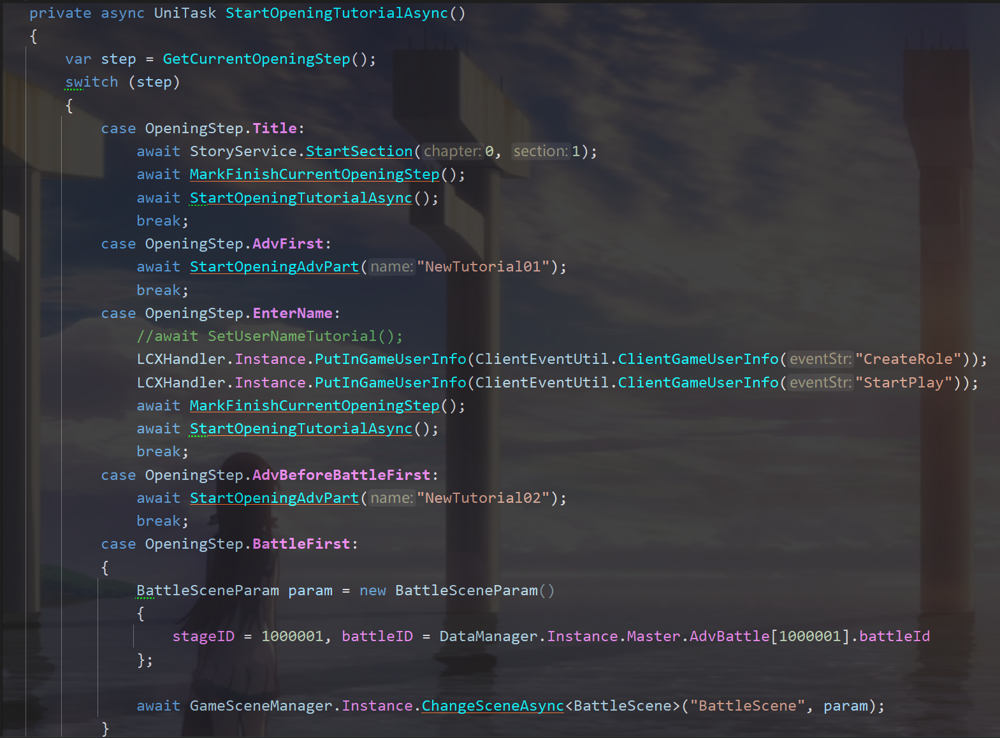 private async UniTask StartOpeningTutorialAsync()
{
var step = GetCurrentOpeningStep();
switch (step)
{
case OpeningStep.Title:
await StoryService.StartSection(chapter:0, section:1);
await MarkFinishCurrentOpeningStep();
await StartOpeningTutorialAsync();
break;
case OpeningStep.AdvFirst:
await StartOpeningAdvPart(name:"NewTutorial01");
break;
case OpeningStep.EnterName:
//await SetUserNameTutorial();
LCXHandler.Instance.PutInGameUserInfo(ClientEventUtil.ClientGameUserInfo(eventStr:"CreateRole"));
LCXHandler.Instance.PutInGameUserInfo(ClientEventUtil.ClientGameUserInfo(eventStr:"StartPlay"));
await MarkFinishCurrentOpeningStep();
await StartOpeningTutorialAsync();
break;
case OpeningStep.AdvBeforeBattleFirst:
await StartOpeningAdvPart(name:"NewTutorial02");
break;
case OpeningStep.BattleFirst:
{
BattleSceneParam param = new BattleSceneParam()
{
stageID = 1000001, battleID = DataManager.Instance.Master.AdvBattle[1000001].battleId
};
await GameSceneManager.Instance.ChangeSceneAsync<BattleScene>("BattleScene", param);
}